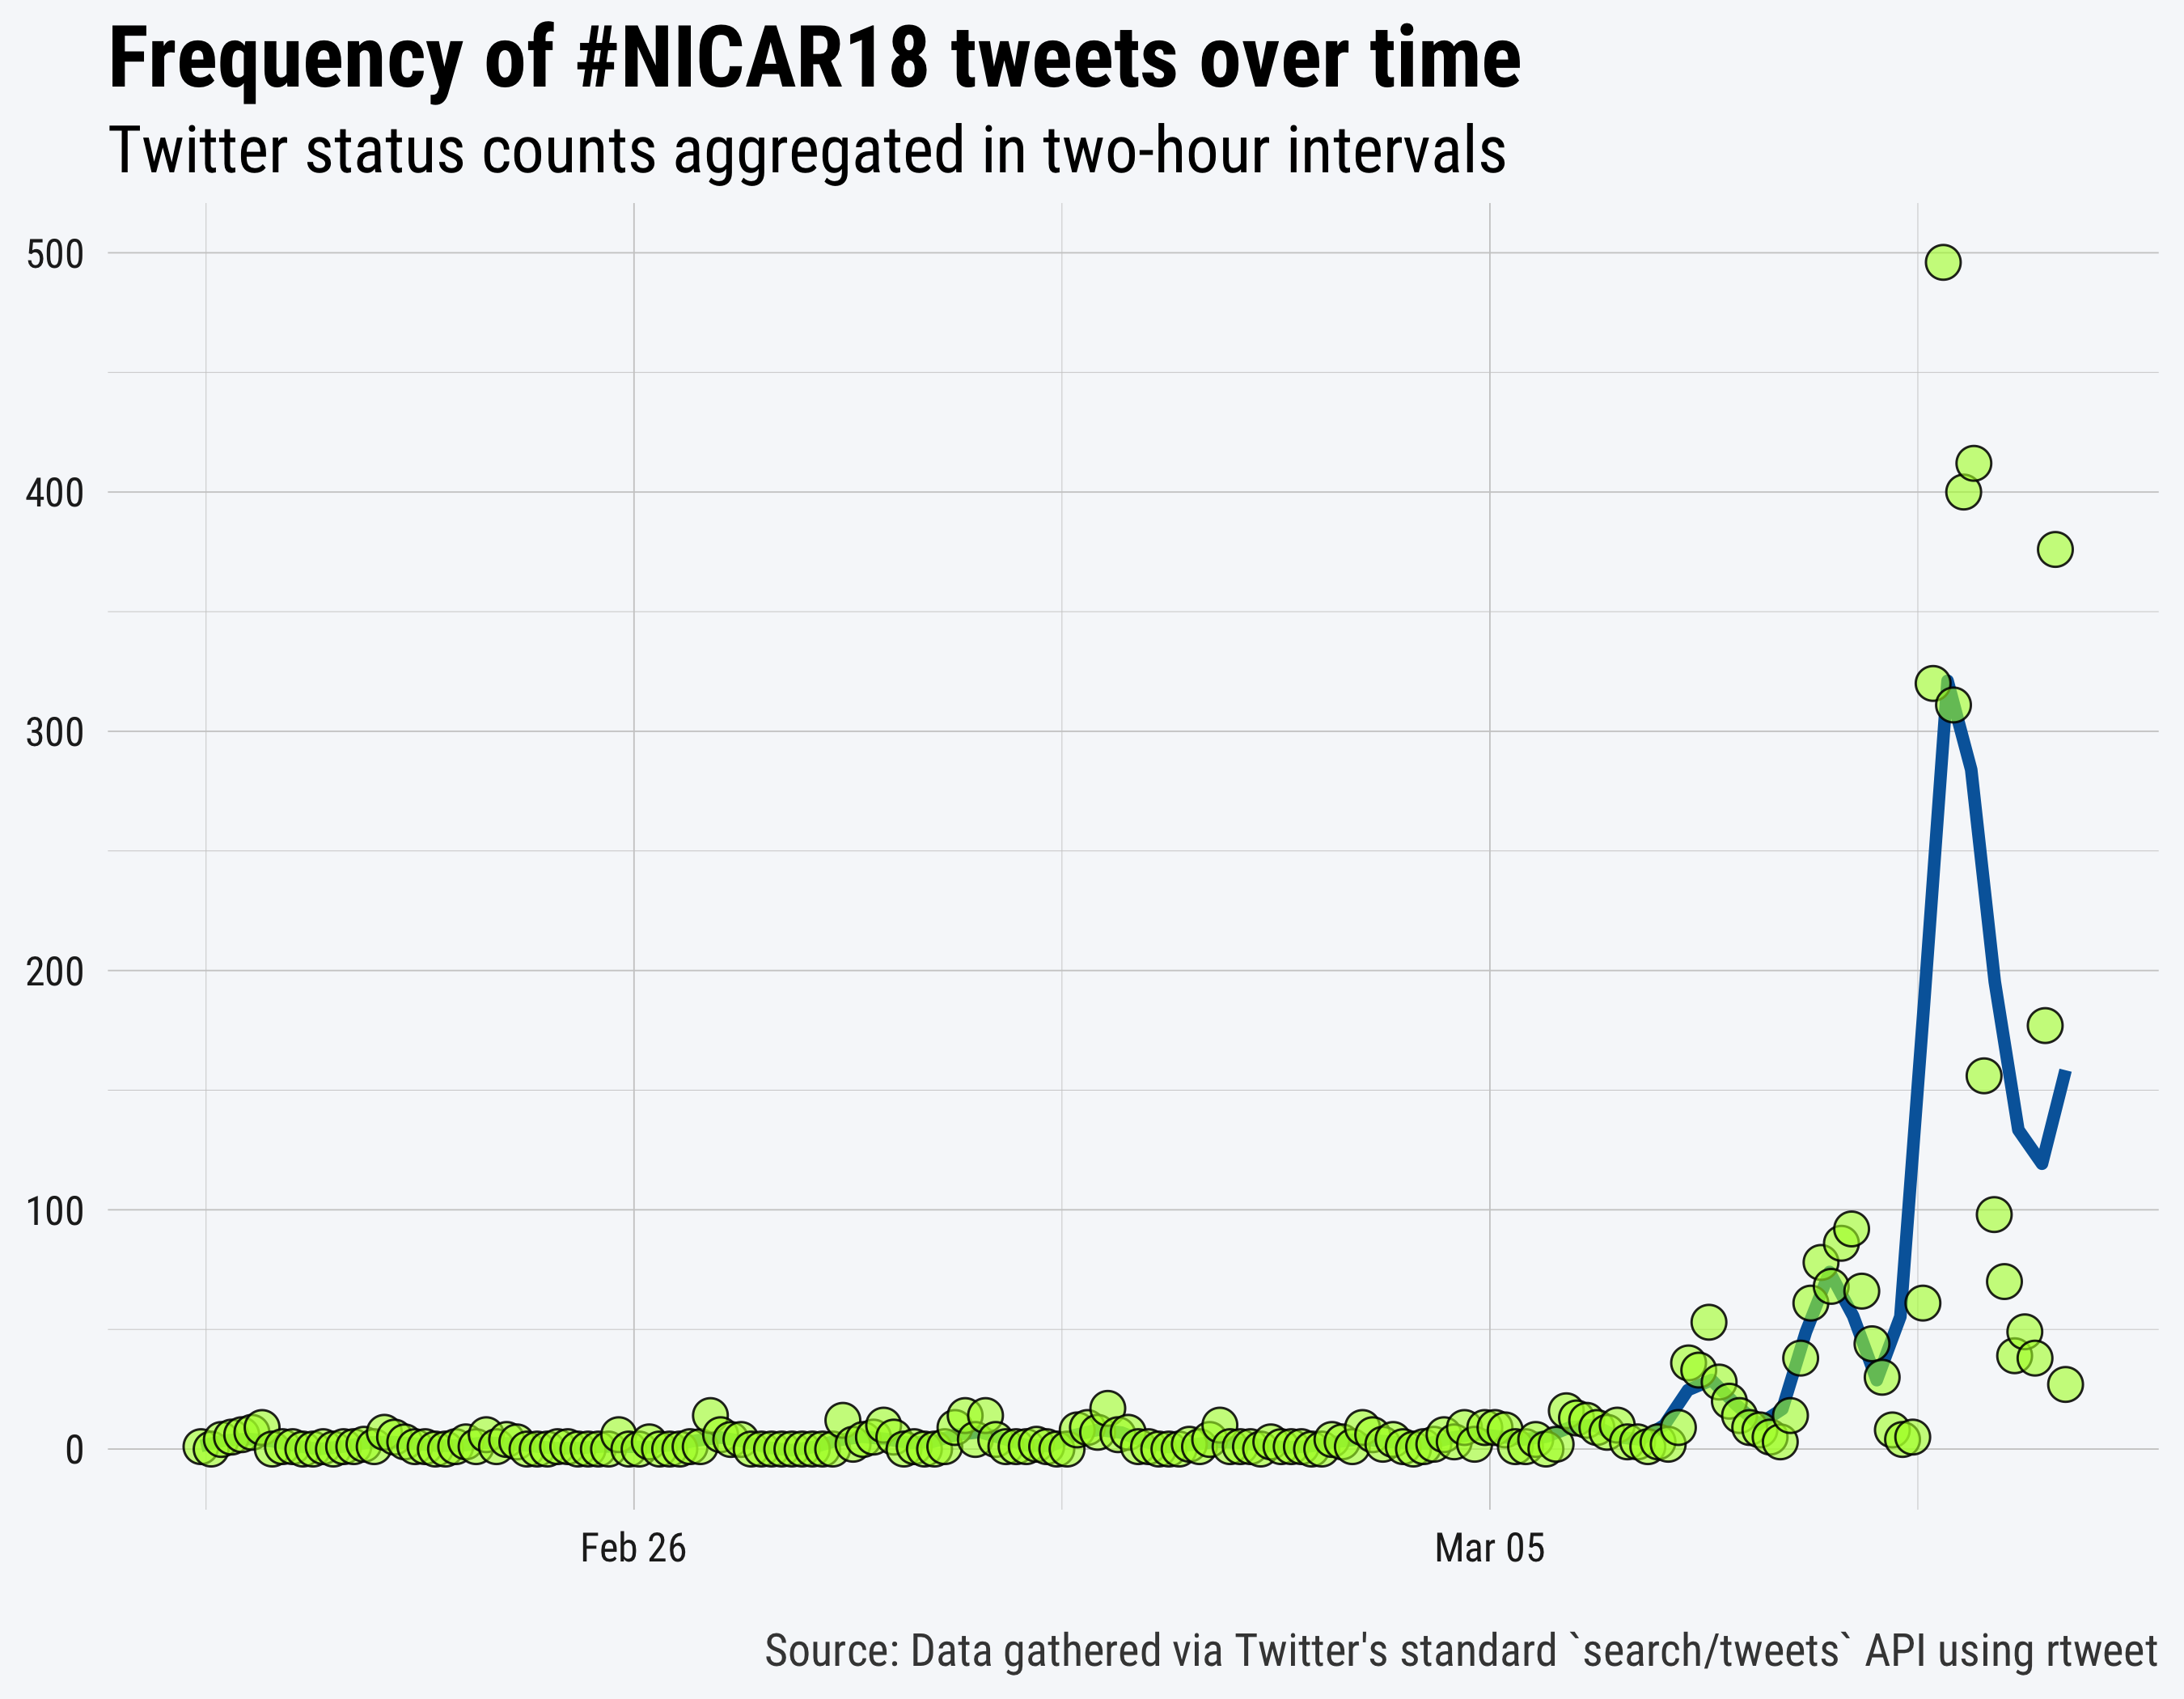 Frequency of #NICAR18 tweets over time
Twitter status counts aggregated in two-hour intervals
500
400
300
200
100
0
Feb 26 Mar 05
Source: Data gathered via Twitter's standard `search/tweets` API using rtweet